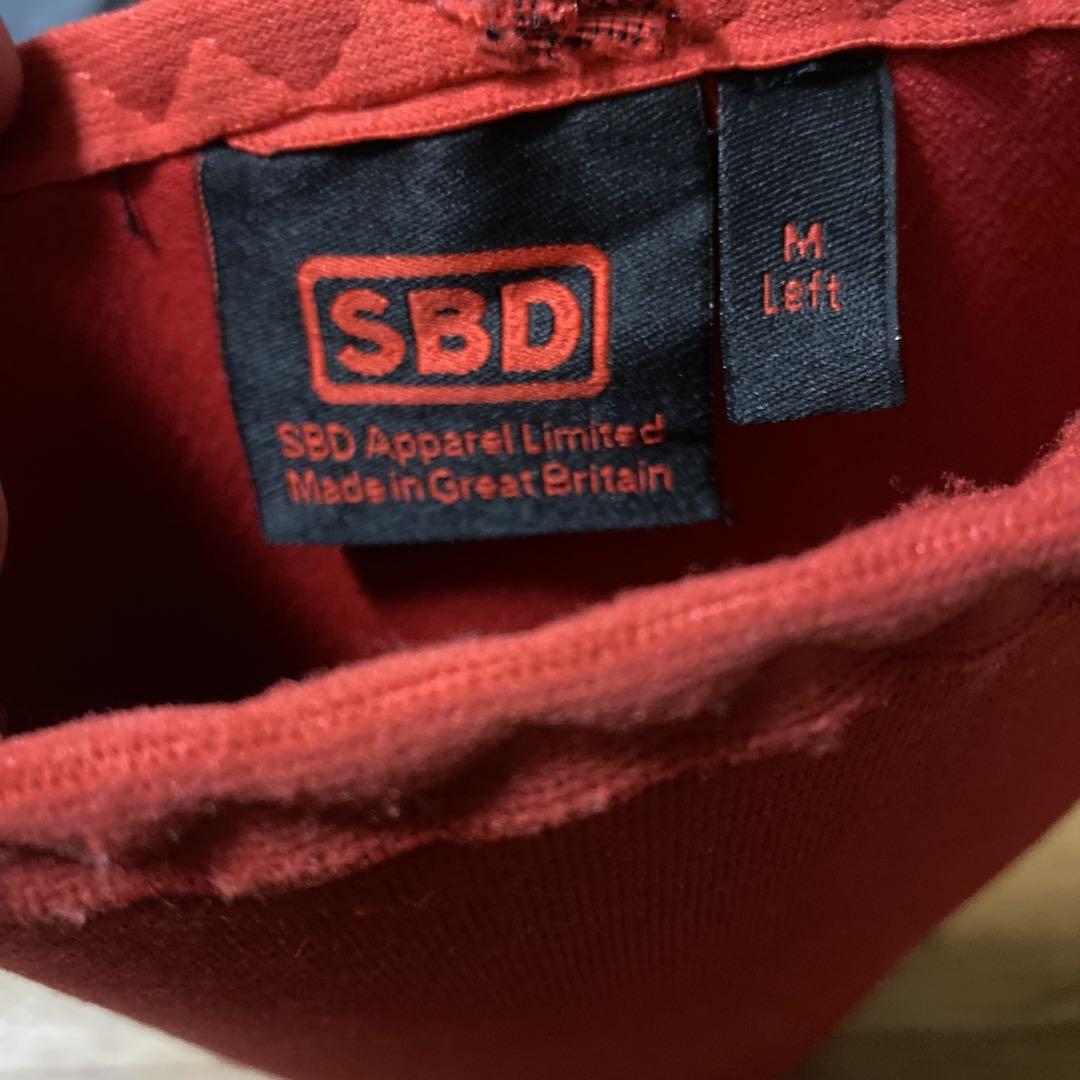 SBD
SBD Apparel Limited
Made in Great Britain
M
Left